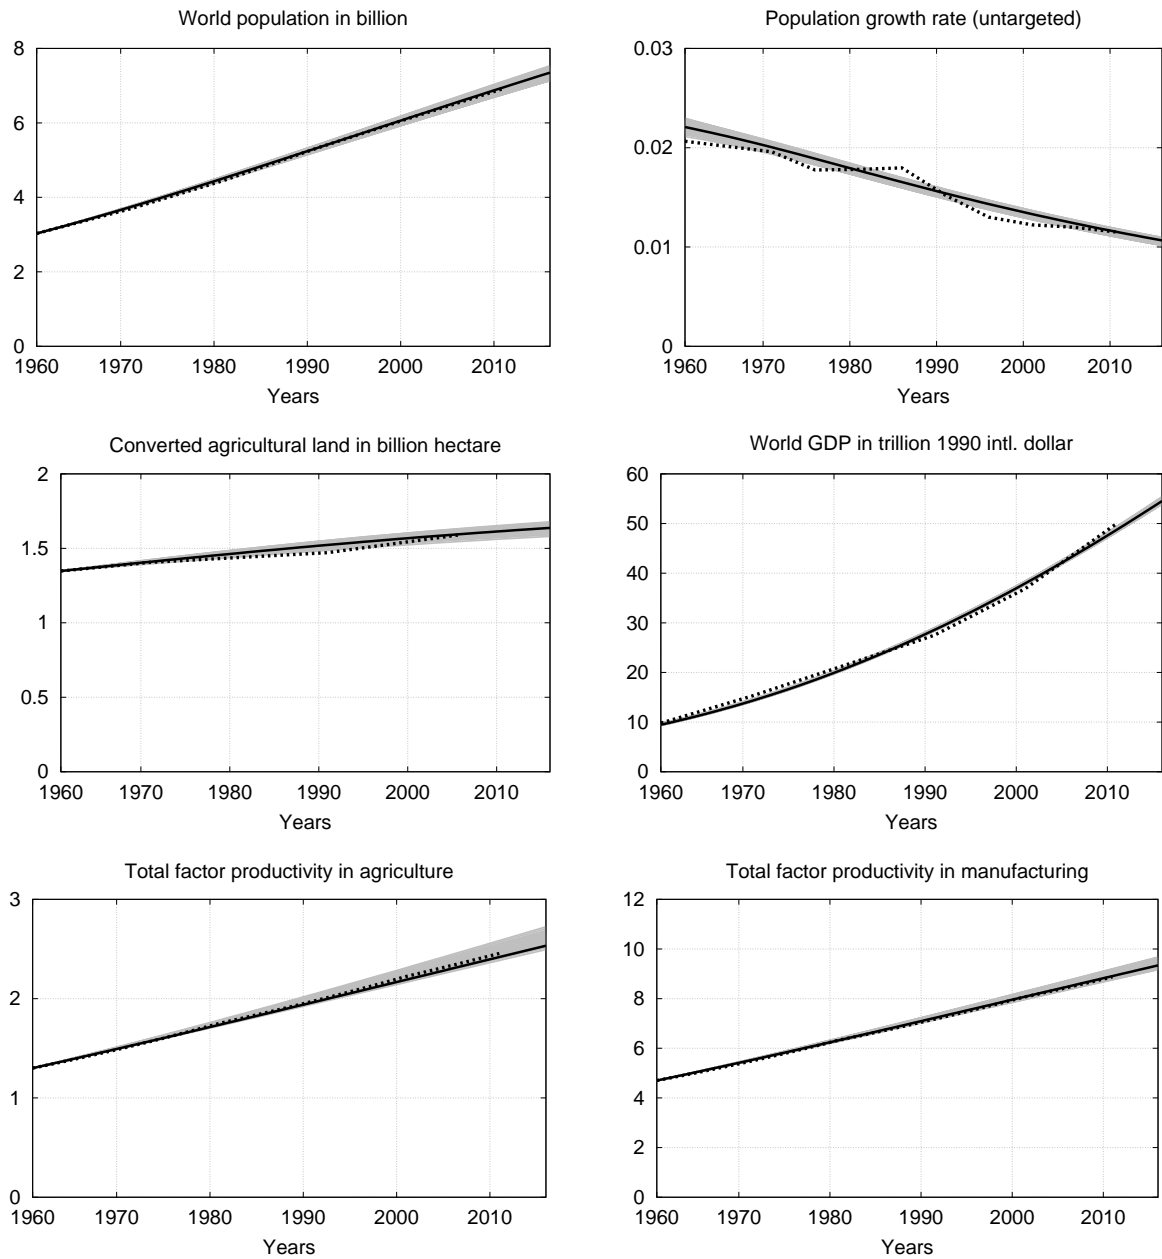 World population in billion
8
6
4
2
0
1960 1970 1980 1990 2000 2010
Years
Population growth rate (untargeted)
0.03
0.02
0.01
0
1960 1970 1980 1990 2000 2010
Years
Converted agricultural land in billion hectare
2
1.5
1
0.5
0
1960 1970 1980 1990 2000 2010
Years
World GDP in trillion 1990 intl. dollar
60
50
40
30
20
10
0
1960 1970 1980 1990 2000 2010
Years
Total factor productivity in agriculture
3
2
1
0
1960 1970 1980 1990 2000 2010
Years
Total factor productivity in manufacturing
12
10
8
6
4
2
0
1960 1970 1980 1990 2000 2010
Years